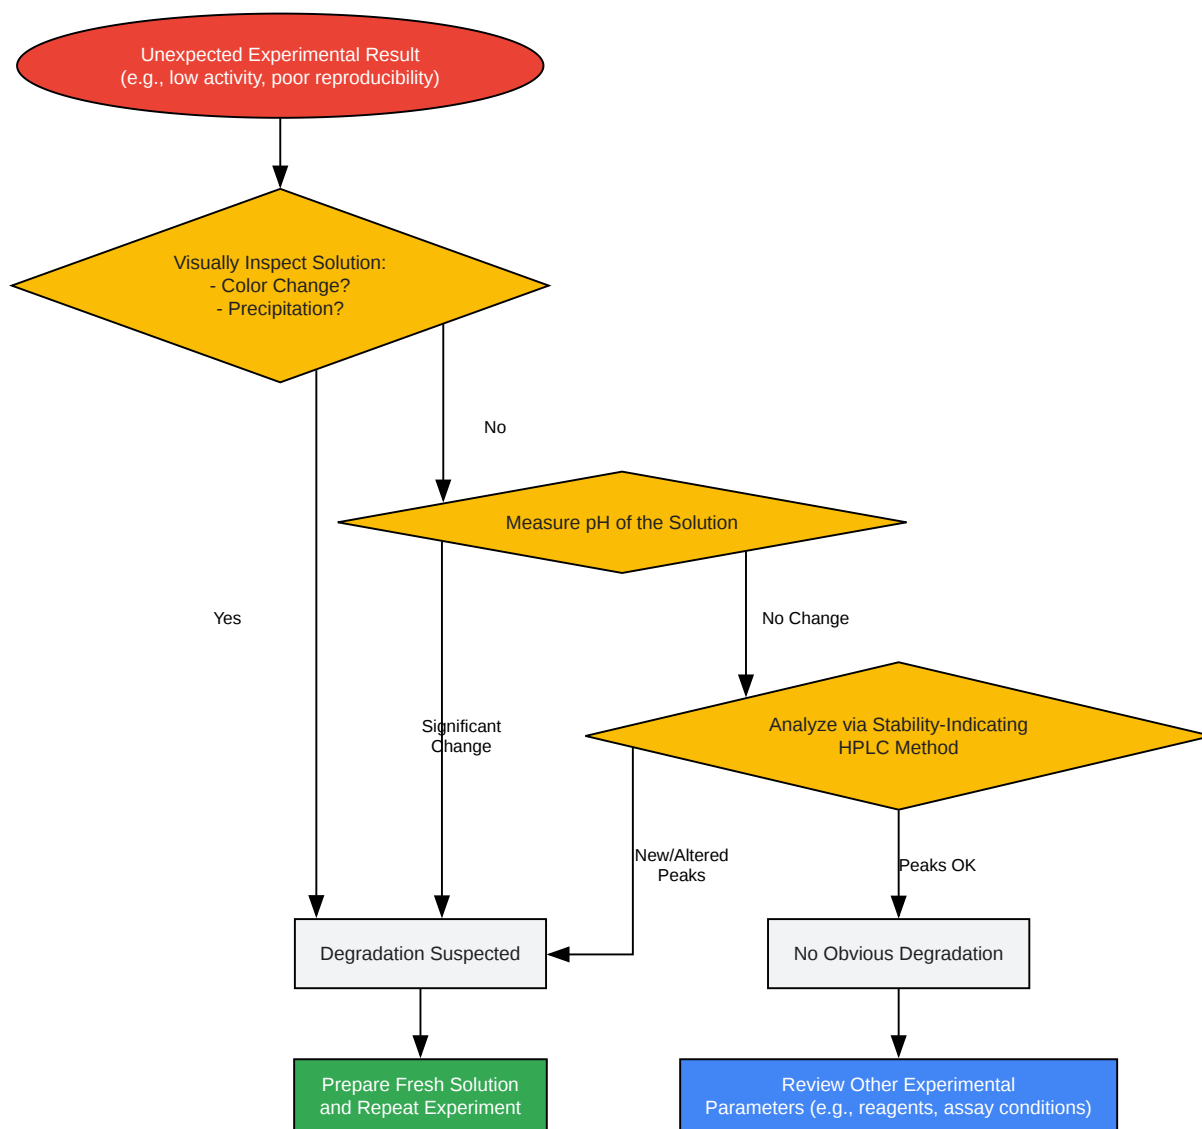 Unexpected Experimental Result
(e.g., low activity, poor reproducibility)
Visually Inspect Solution:
- Color Change?
- Precipitation?
No
Measure pH of the Solution
Yes
No Change
Significant
Change
Analyze via Stability-Indicating
HPLC Method
New/Altered
Peaks
Peaks OK
Degradation Suspected
No Obvious Degradation
Prepare Fresh Solution
and Repeat Experiment
Review Other Experimental
Parameters (e.g., reagents, assay conditions)